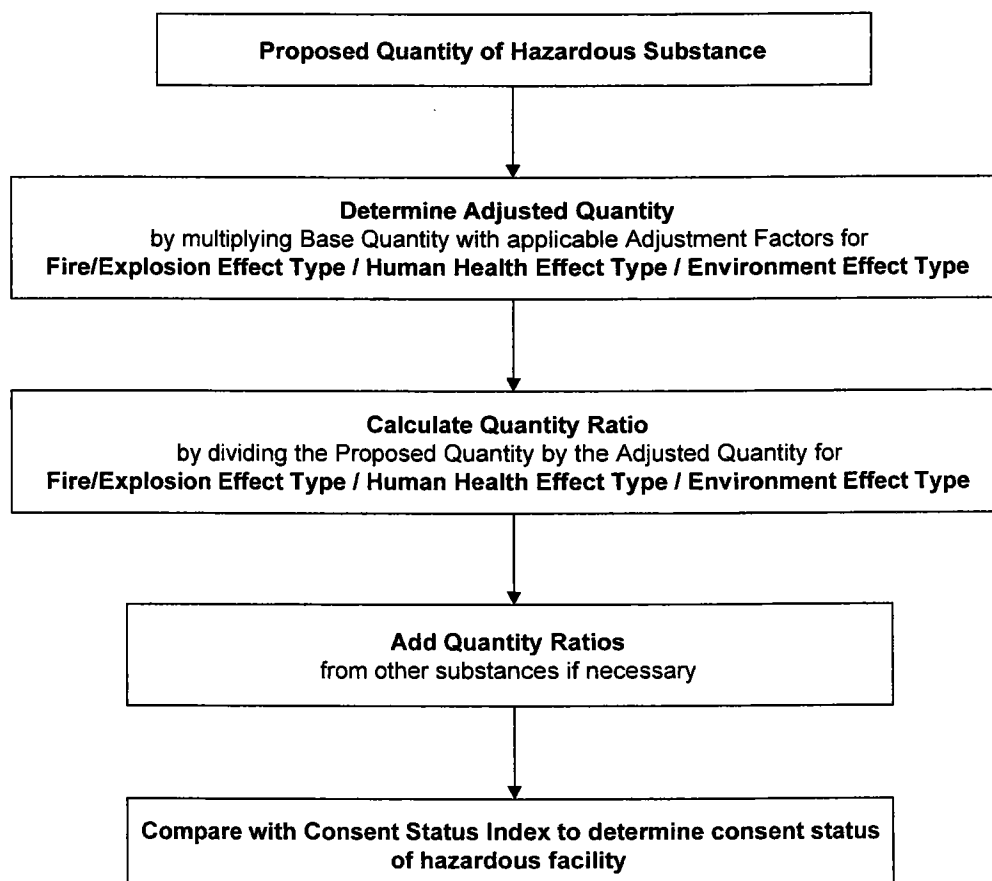 Proposed Quantity of Hazardous Substance
Determine Adjusted Quantity
by multiplying Base Quantity with applicable Adjustment Factors for
Fire/Explosion Effect Type / Human Health Effect Type / Environment Effect Type
Calculate Quantity Ratio
by dividing the Proposed Quantity by the Adjusted Quantity for
Fire/Explosion Effect Type / Human Health Effect Type / Environment Effect Type
Add Quantity Ratios
from other substances if necessary
Compare with Consent Status Index to determine consent status
of hazardous facility